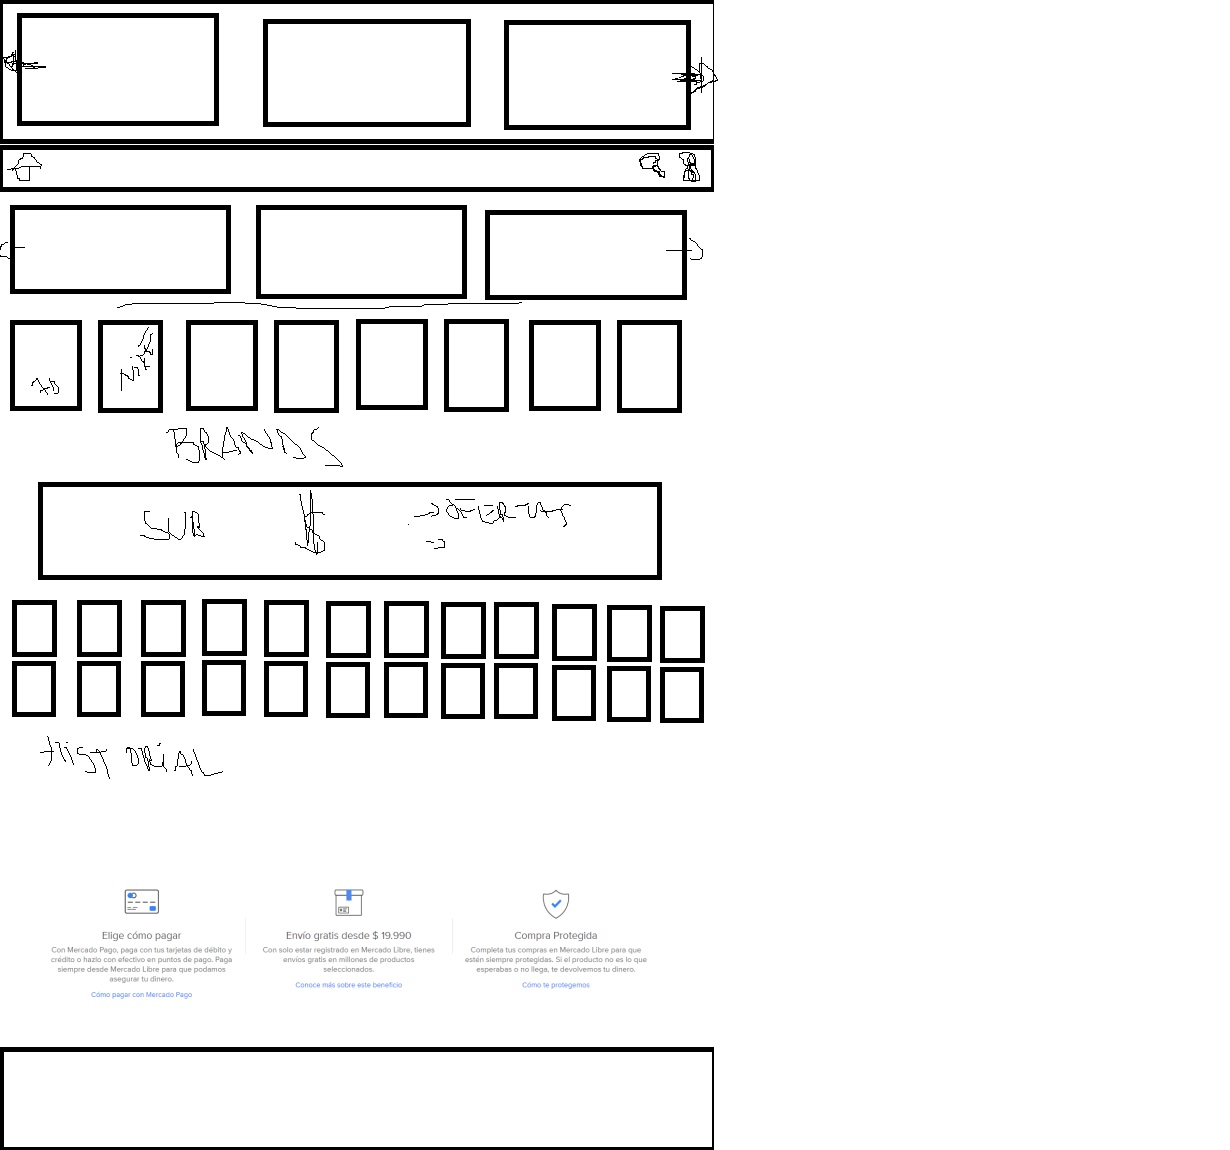 NIKE
BRANDS
SUB $ → OFERTAS
HISTORIAL
Elige cómo pagar
Con Mercado Pago, paga con tus tarjetas de débito y
crédito o hazlo con efectivo en puntos de pago. Paga
siempre desde Mercado Libre para que podamos
asegurar tu dinero.
Cómo pagar con Mercado Pago
Envío gratis desde $ 19.990
Con solo estar registrado en Mercado Libre, tienes
envíos gratis en millones de productos
seleccionados.
Conoce más sobre este beneficio
Compra Protegida
Completa tus compras en Mercado Libre para que
estén siempre protegidas. Si el producto no es lo que
esperabas o no llega, te devolvemos tu dinero.
Cómo te protegemos